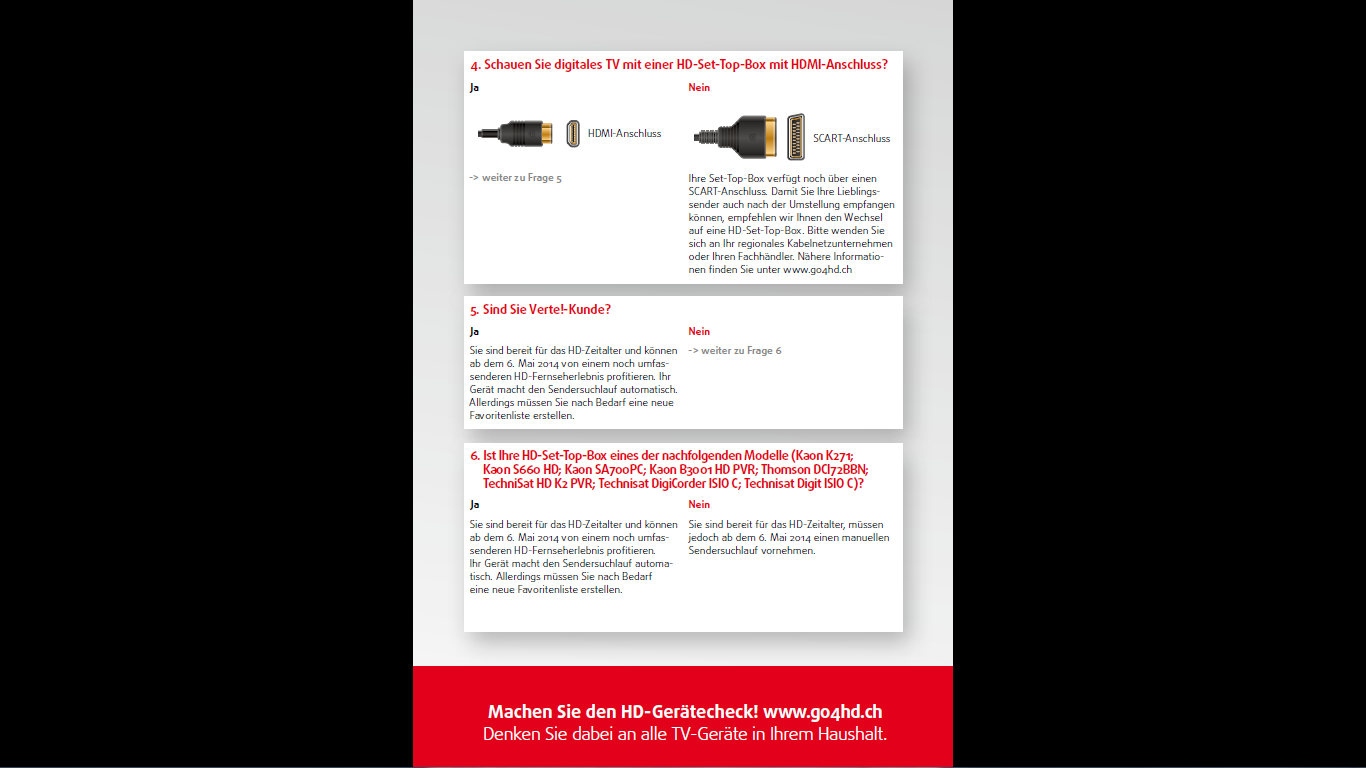 4. Schauen Sie digitales TV mit einer HD-Set-Top-Box mit HDMI-Anschluss?
Ja
HDMI-Anschluss
-> weiter zu Frage 5
Nein
SCART-Anschluss
Ihre Set-Top-Box verfügt noch über einen
SCART-Anschluss. Damit Sie Ihre Lieblings-
sender auch nach der Umstellung empfangen
können, empfehlen wir Ihnen den Wechsel
auf eine HD-Set-Top-Box. Bitte wenden Sie
sich an Ihr regionales Kabelnetzunternehmen
oder Ihren Fachhändler. Nähere Informatio-
nen finden Sie unter www.go4hd.ch
5. Sind Sie Verte!-Kunde?
Ja
Sie sind bereit für das HD-Zeitalter und können
ab dem 6. Mai 2014 von einem noch umfas-
senderen HD-Fernseherlebnis profitieren. Ihr
Gerät macht den Sendersuchlauf automatisch.
Allerdings müssen Sie nach Bedarf eine neue
Favoritenliste erstellen.
Nein
-> weiter zu Frage 6
6. Ist Ihre HD-Set-Top-Box eines der nachfolgenden Modelle (Kaon K271;
Kaon S660 HD; Kaon SA700PC; Kaon B3001 HD PVR; Thomson DCI72BBN;
TechniSat HD K2 PVR; Technisat DigiCorder ISIO C; Technisat Digit ISIO C)?
Ja
Sie sind bereit für das HD-Zeitalter und können
ab dem 6. Mai 2014 von einem noch umfas-
senderen HD-Fernseherlebnis profitieren.
Ihr Gerät macht den Sendersuchlauf automa-
tisch. Allerdings müssen Sie nach Bedarf
eine neue Favoritenliste erstellen.
Nein
Sie sind bereit für das HD-Zeitalter, müssen
jedoch ab dem 6. Mai 2014 einen manuellen
Sendersuchlauf vornehmen.
Machen Sie den HD-Gerätecheck! www.go4hd.ch
Denken Sie dabei an alle TV-Geräte in Ihrem Haushalt.